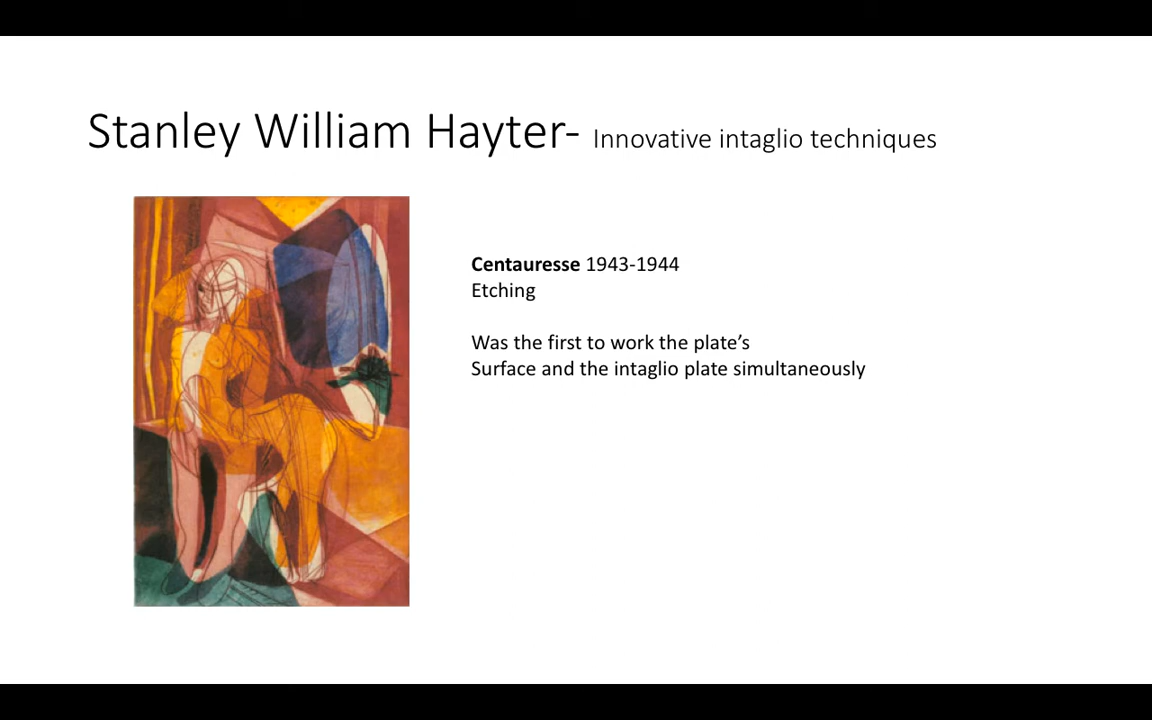 Stanley William Hayter- Innovative intaglio techniques
Centauresse 1943-1944
Etching
Was the first to work the plate’s
Surface and the intaglio plate simultaneously